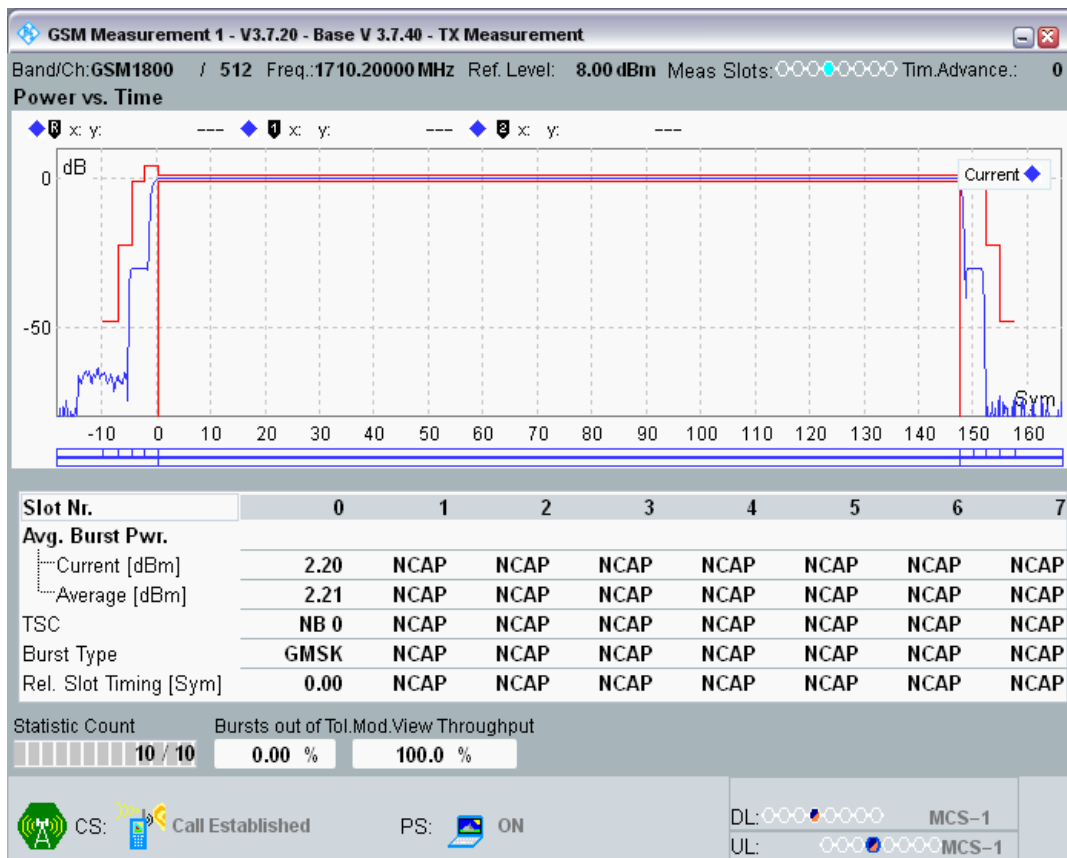 GSM Measurement 1 - V3.7.20 - Base V 3.7.40 - TX Measurement
Band/Ch:GSM1800 / 512 Freq.:1710.20000 MHz Ref. Level: 8.00 dBm Meas Slots: Tim.Advance.: 0
Power vs. Time
R x: y: --- 1 x: y: --- 2 x: y: ---
dB
0
Current
-50
Sym
-10 0 10 20 30 40 50 60 70 80 90 100 110 120 130 140 150 160
Slot Nr. 0 1 2 3 4 5 6 7
Avg. Burst Pwr.
Current [dBm] 2.20 NCAP NCAP NCAP NCAP NCAP NCAP NCAP
Average [dBm] 2.21 NCAP NCAP NCAP NCAP NCAP NCAP NCAP
TSC NB 0 NCAP NCAP NCAP NCAP NCAP NCAP NCAP
Burst Type GMSK NCAP NCAP NCAP NCAP NCAP NCAP NCAP
Rel. Slot Timing [Sym] 0.00 NCAP NCAP NCAP NCAP NCAP NCAP NCAP
Statistic Count Bursts out of Tol.Mod.View Throughput
10 / 10 0.00 % 100.0 %
CS: Call Established PS: ON
DL: MCS-1
UL: MCS-1